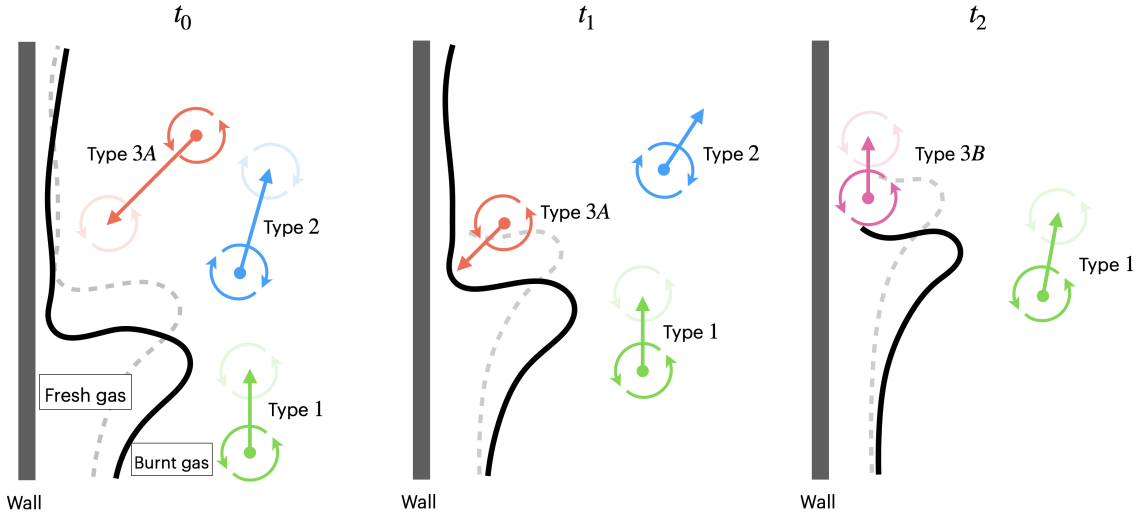 t0
t1
t2
Type 3A
Type 2
Fresh gas
Type 1
Burnt gas
Wall
Type 2
Type 3A
Type 1
Wall
Type 3B
Type 1
Wall